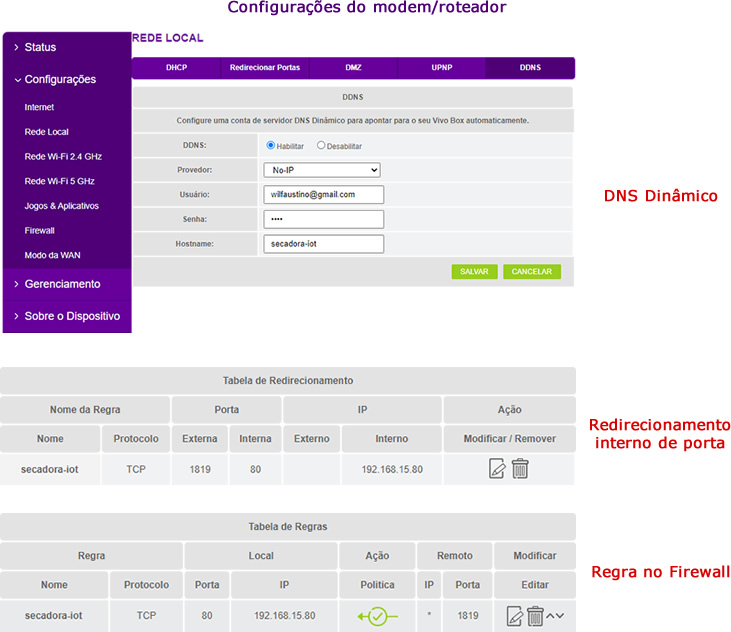 Configurações do modem/roteador
Status
Configurações
Internet
Rede Local
Rede Wi-Fi 2.4 GHz
Rede Wi-Fi 5 GHz
Jogos & Aplicativos
Firewall
Modo da WAN
Gerenciamento
Sobre o Dispositivo
REDE LOCAL
DHCP Redirecionar Portas DMZ UPNP DDNS
DDNS
Configure uma conta de servidor DNS Dinâmico para apontar para o seu Vivo Box automaticamente.
DDNS: Habilitar Desabilitar
Provedor: No-IP
Usuário: wilfaustino@gmail.com
Senha: ••••
Hostname: secadora-iot
SALVAR CANCELAR
DNS Dinâmico
Tabela de Redirecionamento
Nome da Regra Porta IP Ação
Nome Protocolo Externa Interna Externo Interno Modificar / Remover
secadora-iot TCP 1819 80 192.168.15.80
Redirecionamento
interno de porta
Tabela de Regras
Regra Local Ação Remoto Modificar
Nome Protocolo Porta IP Política IP Porta Editar
secadora-iot TCP 80 192.168.15.80 * 1819
Regra no Firewall